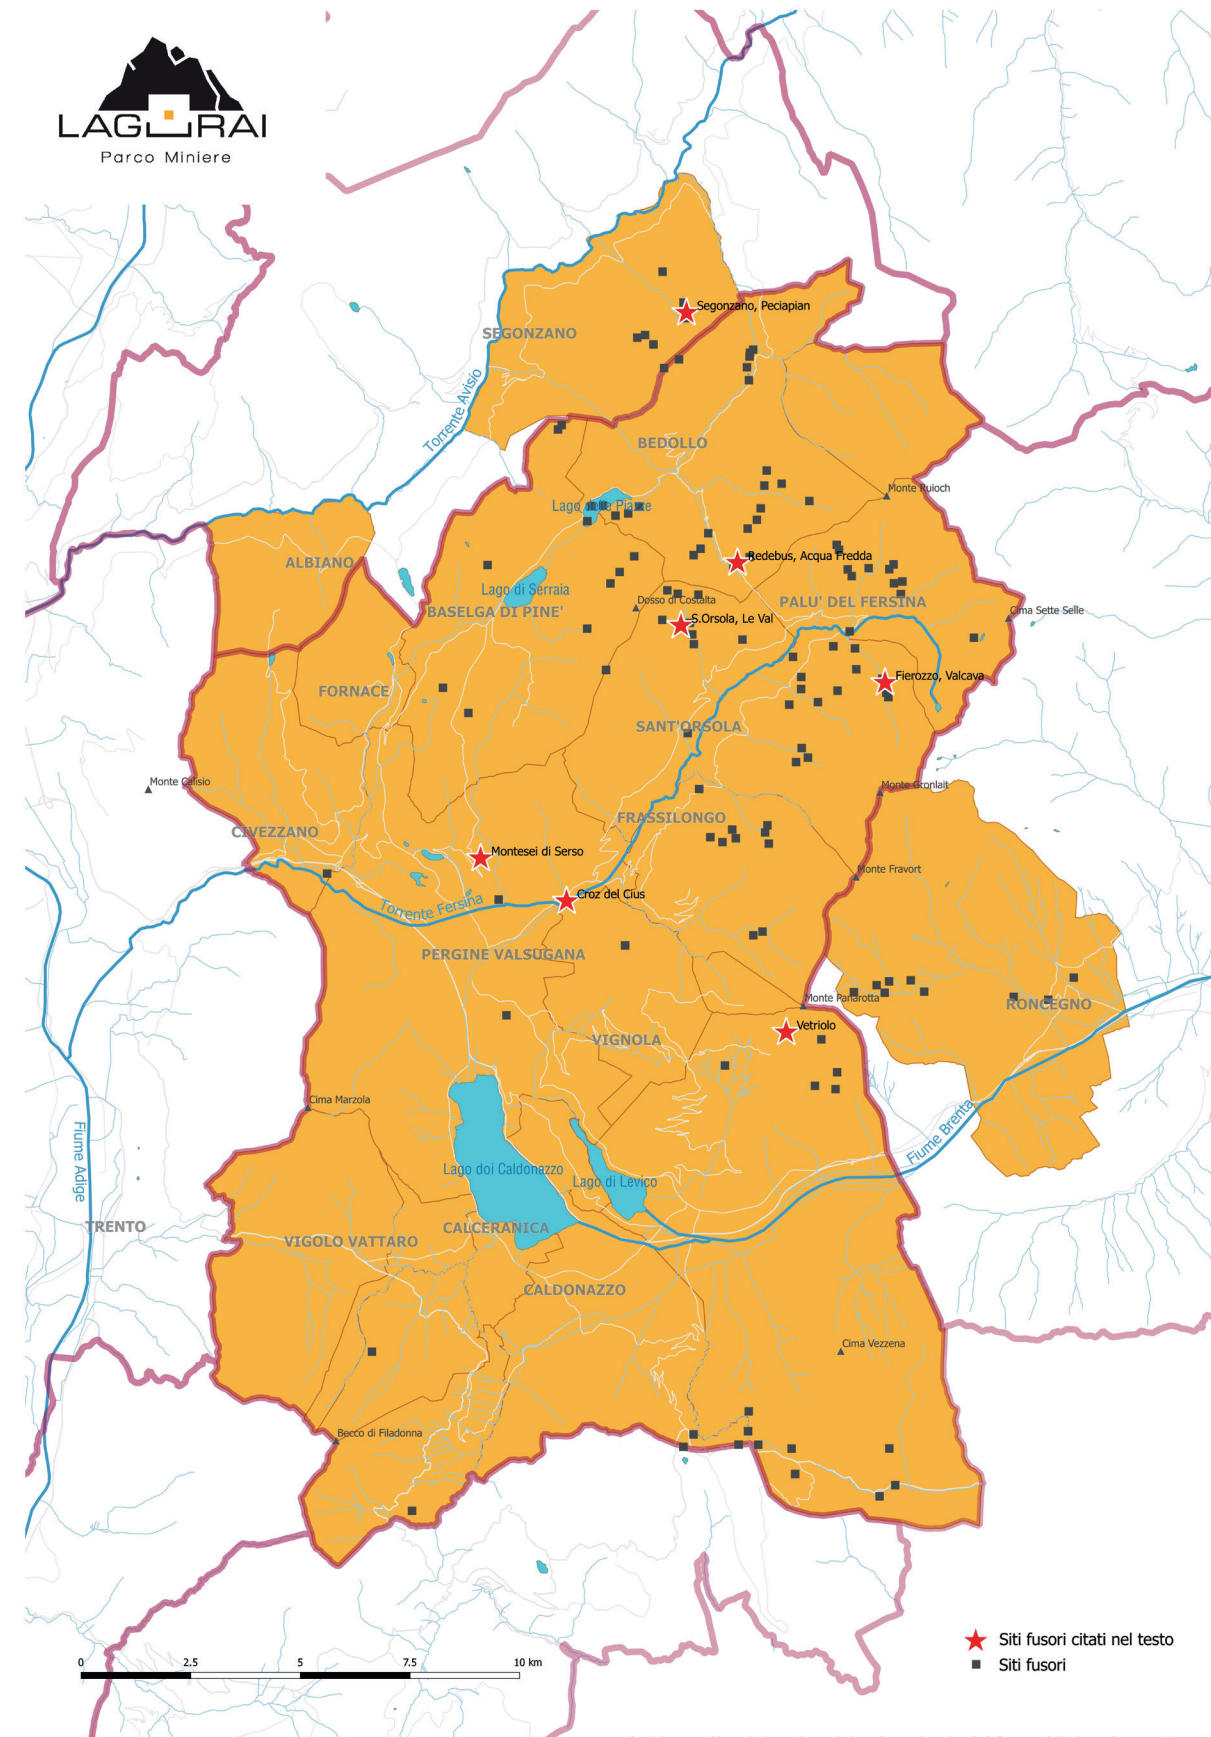 LAGORAI
Parco Miniere
Segonzano, Peciapian
SEGONZANO
Torrente Avisio
BEDOLLO
Monte Ruioch
Lago delle Piazze
Redebus, Acqua Fredda
ALBIANO
Lago di Serraia
PALU' DEL FERSINA
Dosso di Costalta
BASELGA DI PINE'
Cima Sette Selle
S.Orsola, Le Val
Fierozzo, Valcava
FORNACE
SANT'ORSOLA
Monte Calisio
Monte Gronlait
FRASSILONGO
CIVEZZANO
Montesei di Serso
Monte Fravort
Croz del Cius
Torrente Fersina
PERGINE VALSUGANA
Monte Panarotta
RONCEGNO
Vetriolo
VIGNOLA
Cima Marzola
Fiume Brenta
Fiume Adige
Lago doi Caldonazzo
Lago di Levico
TRENTO
CALCERANICA
VIGOLO VATTARO
CALDONAZZO
Cima Vezzena
Becco di Filadonna
Siti fusori citati nel testo
Siti fusori
0 2.5 5 7.5 10 km